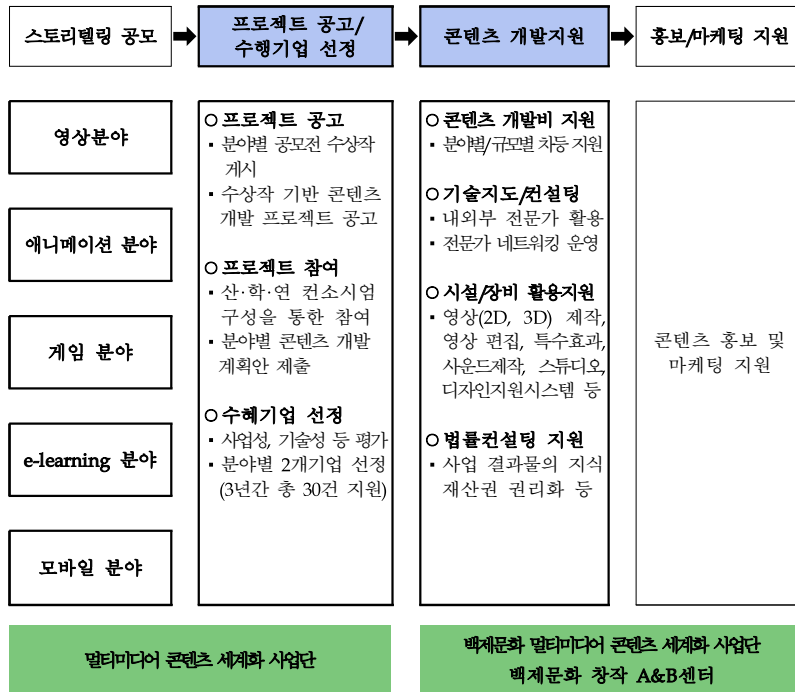 스토리텔링 공모
프로젝트 공고/
수행기업 선정
콘텐츠 개발지원
홍보/마케팅 지원
영상분야
애니메이션 분야
게임 분야
e-learning 분야
모바일 분야
○ 프로젝트 공고
▪ 분야별 공모전 수상작
게시
▪ 수상작 기반 콘텐츠
개발 프로젝트 공고
○ 프로젝트 참여
▪ 산·학·연 컨소시엄
구성을 통한 참여
▪ 분야별 콘텐츠 개발
계획안 제출
○ 수혜기업 선정
▪ 사업성, 기술성 등 평가
▪ 분야별 2개기업 선정
(3년간 총 30건 지원)
○ 콘텐츠 개발비 지원
▪ 분야별/규모별 차등 지원
○ 기술지도/컨설팅
▪ 내외부 전문가 활용
▪ 전문가 네트워킹 운영
○ 시설/장비 활용지원
▪ 영상(2D, 3D) 제작,
영상 편집, 특수효과,
사운드제작, 스튜디오,
디자인지원시스템 등
○ 법률컨설팅 지원
▪ 사업 결과물의 지식
재산권 권리화 등
콘텐츠 홍보 및
마케팅 지원
멀티미디어 콘텐츠 세계화 사업단
백제문화 멀티미디어 콘텐츠 세계화 사업단
백제문화 창작 A&B센터